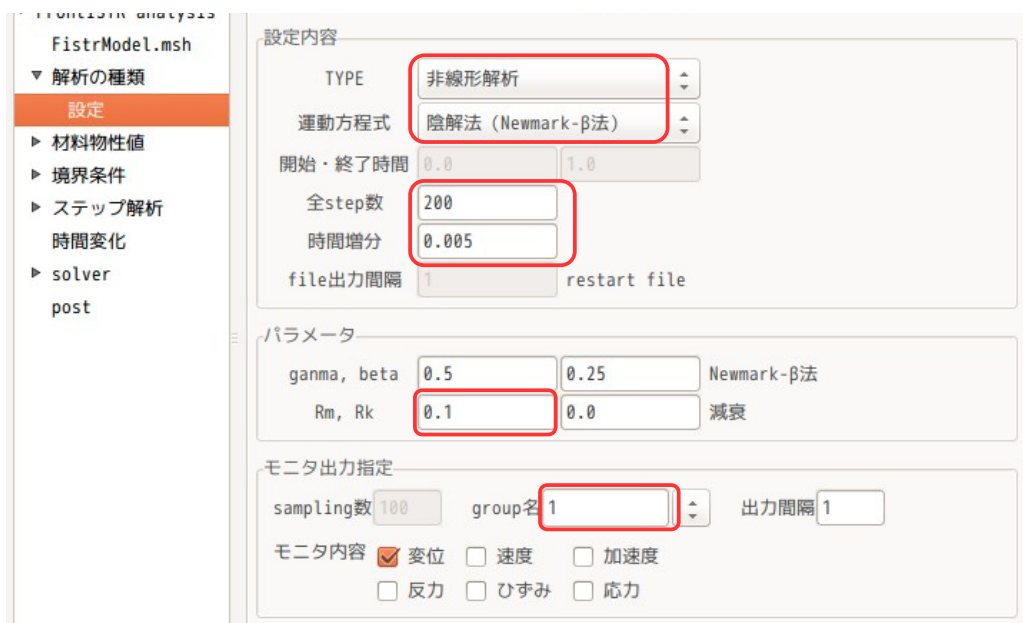 FrontISTR analysis
FistrModel.msh
解析の種類
設定
材料物性値
境界条件
ステップ解析
時間変化
solver
post
設定内容
TYPE 非線形解析
運動方程式 陰解法 (Newmark-β法)
開始・終了時間 0.0 1.0
全step数 200
時間増分 0.005
file出力間隔 1 restart file
パラメータ
ganma, beta 0.5 0.25 Newmark-β法
Rm, Rk 0.1 0.0 減衰
モニタ出力指定
sampling数 100 group名 1 出力間隔 1
モニタ内容 変位 速度 加速度
反力 ひずみ 応力